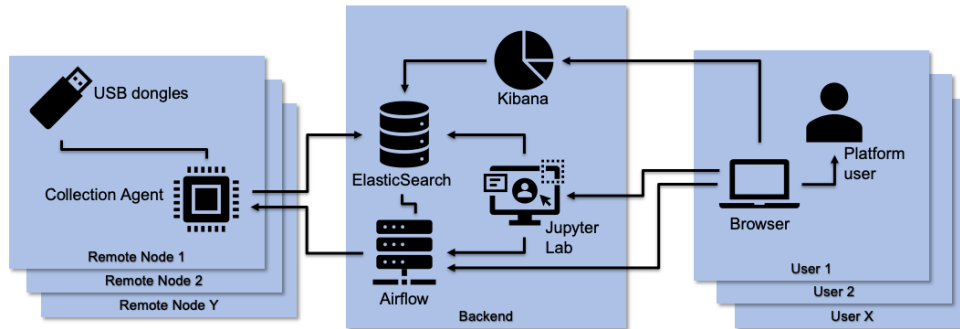 USB dongles
Collection Agent
Remote Node 1
Remote Node 2
Remote Node Y
Kibana
ElasticSearch
Jupyter
Lab
Airflow
Backend
Platform
user
Browser
User 1
User 2
User X